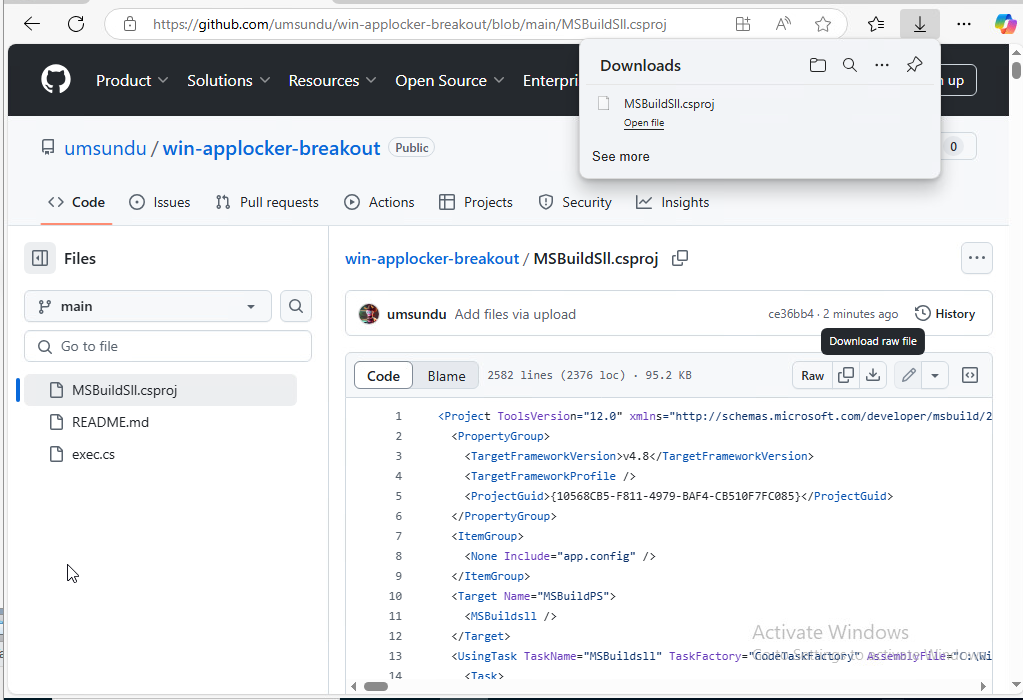 https://github.com/umsundu/win-applocker-breakout/blob/main/MSBuildSll.csproj
Product
Solutions
Resources
Open Source
Enterpri
n up
Downloads
MSBuildSll.csproj
Open file
See more
umsundu / win-applocker-breakout Public
0
Code
Issues
Pull requests
Actions
Projects
Security
Insights
Files
main
Go to file
MSBuildSll.csproj
README.md
exec.cs
win-applocker-breakout / MSBuildSll.csproj
umsundu Add files via upload
ce36bb4 · 2 minutes ago
History
Download raw file
Code
Blame
2582 lines (2376 loc) · 95.2 KB
Raw
1 <Project ToolsVersion="12.0" xmlns="http://schemas.microsoft.com/developer/msbuild/2
2 <PropertyGroup>
3 <TargetFrameworkVersion>v4.8</TargetFrameworkVersion>
4 <TargetFrameworkProfile />
5 <ProjectGuid>{10568CB5-F811-4979-BAF4-CB510F7FC085}</ProjectGuid>
6 </PropertyGroup>
7 <ItemGroup>
8 <None Include="app.config" />
9 </ItemGroup>
10 <Target Name="MSBuildPS">
11 <MSBuildsll />
12 </Target>
13 <UsingTask TaskName="MSBuildsll" TaskFactory="CodeTaskFactory" AssemblyFile="C:\Wi
14 <Task>
Activate Windows
Go to Settings to activate Windows.